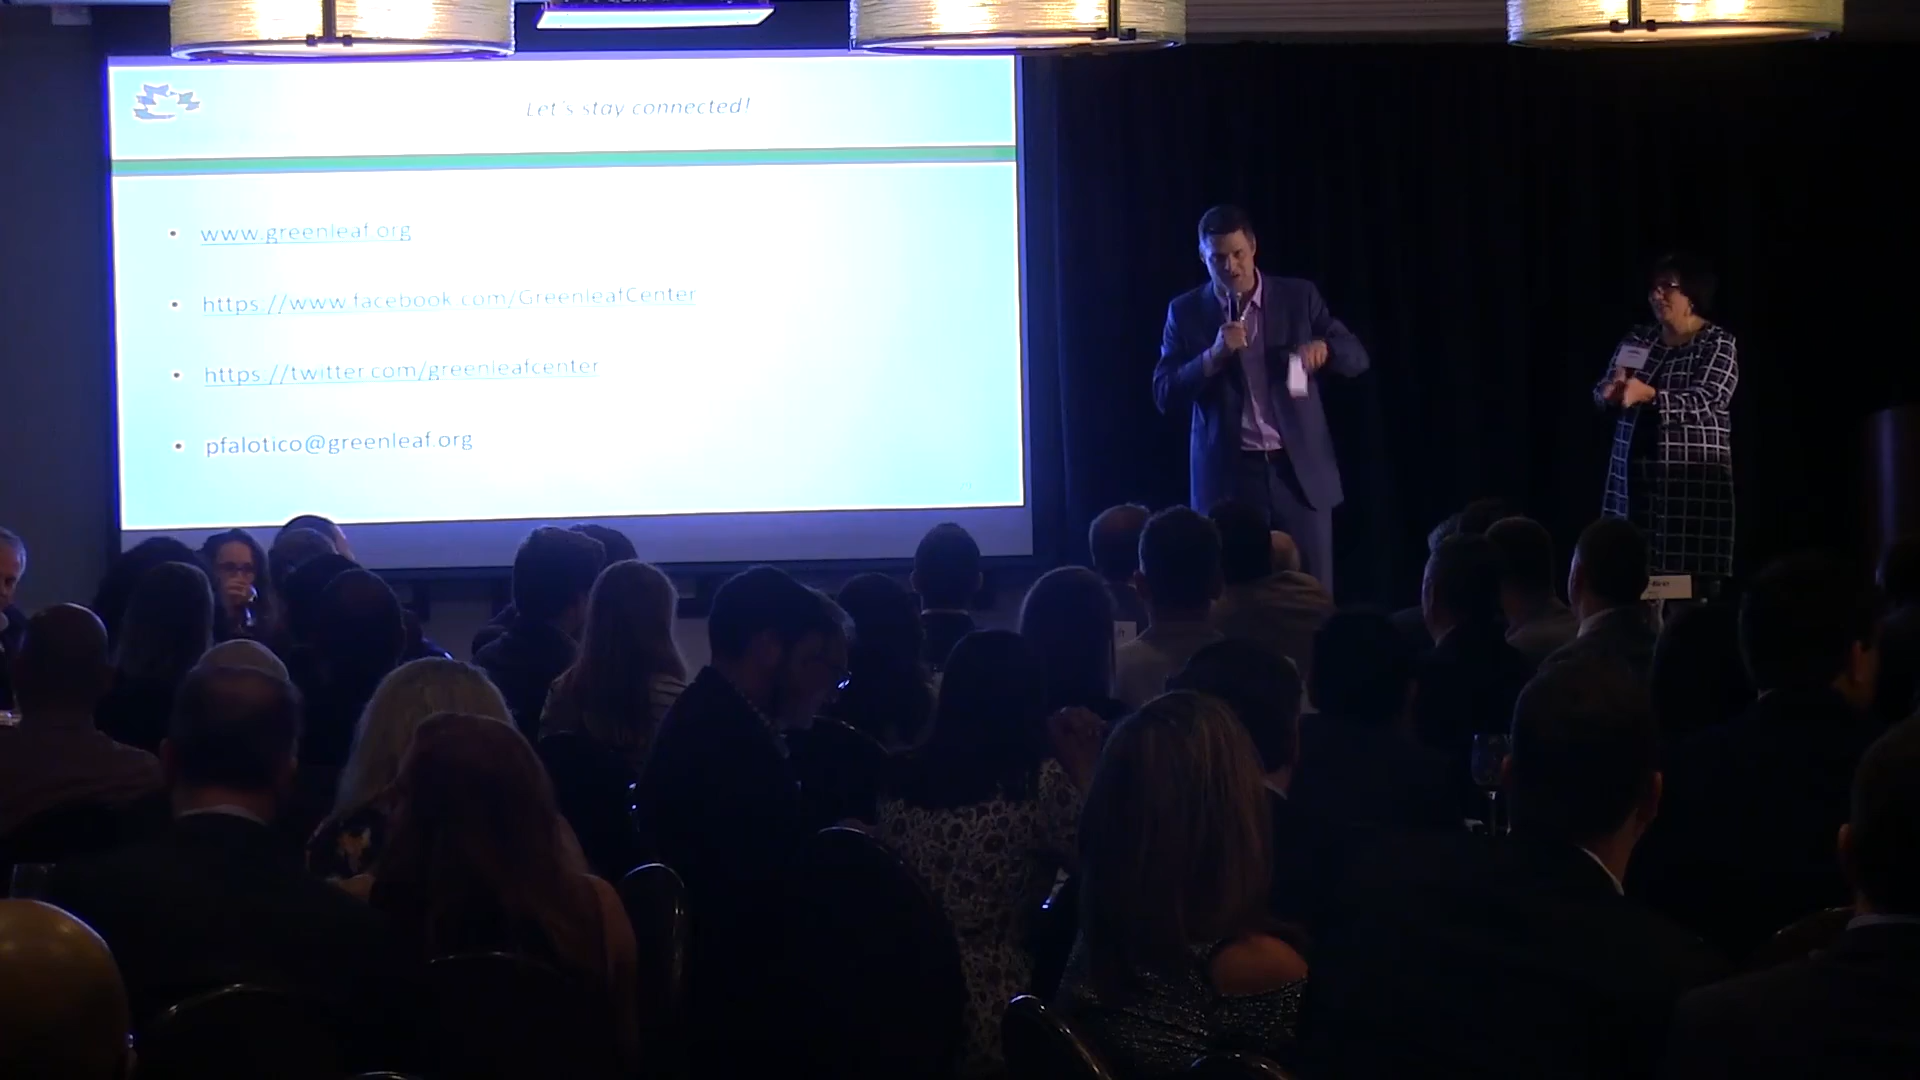 Let's stay connected!
• www.greenleaf.org
• https://www.facebook.com/GreenleafCenter
• https://twitter.com/greenleafcenter
• pfalotico@greenleaf.org